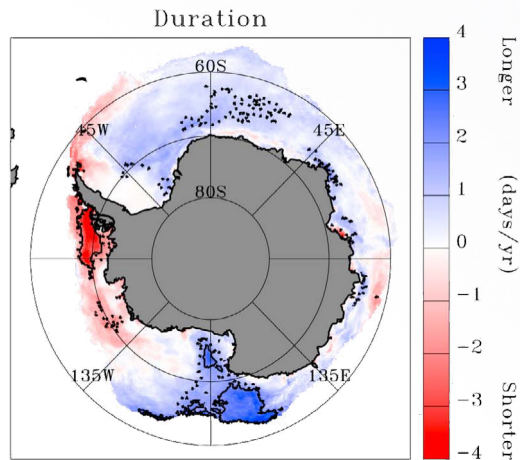 Duration
60S
45W
45E
80S
135W
135E
4
3
2
1
0
-1
-2
-3
-4
Longer
(days/yr)
Shorter